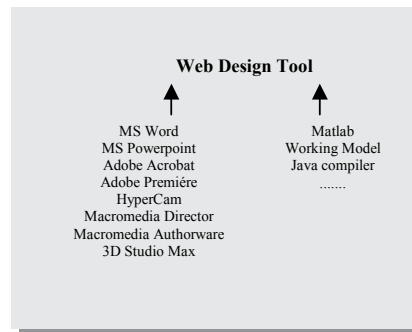 Web Design Tool
MS Word
MS Powerpoint
Adobe Acrobat
Adobe Premiére
HyperCam
Macromedia Director
Macromedia Authorware
3D Studio Max
Matlab
Working Model
Java compiler
.......